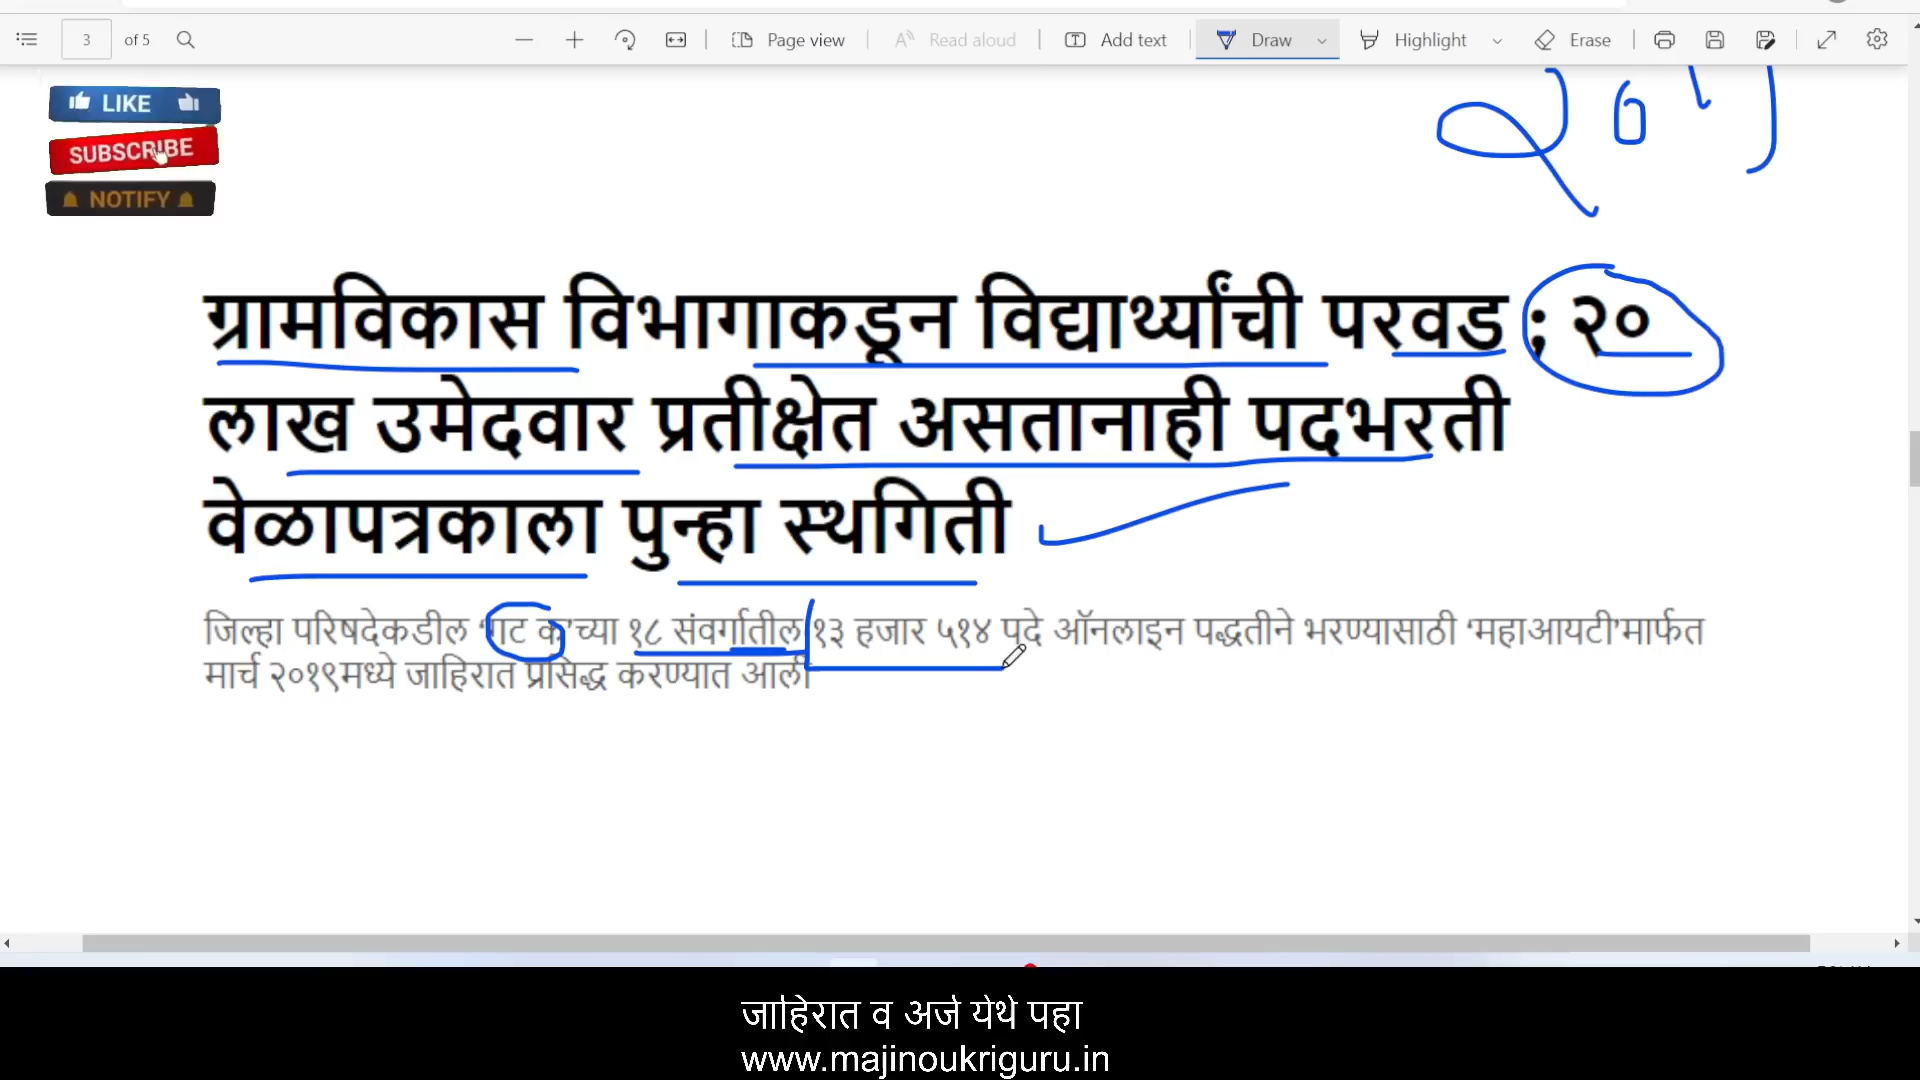 3 of 5 Page view Read aloud Add text Draw Highlight Erase
LIKE
SUBSCRIBE
NOTIFY
ग्रामविकास विभागाकडून विद्यार्थ्यांची परवड ; २०
लाख उमेदवार प्रतीक्षेत असतानाही पदभरती
वेळापत्रकाला पुन्हा स्थगिती
जिल्हा परिषदेकडील ‘गट क’च्या १८ संवर्गातील १३ हजार ५१४ पदे ऑनलाइन पद्धतीने भरण्यासाठी ‘महाआयटी’मार्फत
मार्च २०१९मध्ये जाहिरात प्रसिद्ध करण्यात आली
जाहिरात व अर्ज येथे पहा
www.majinoukriguru.in